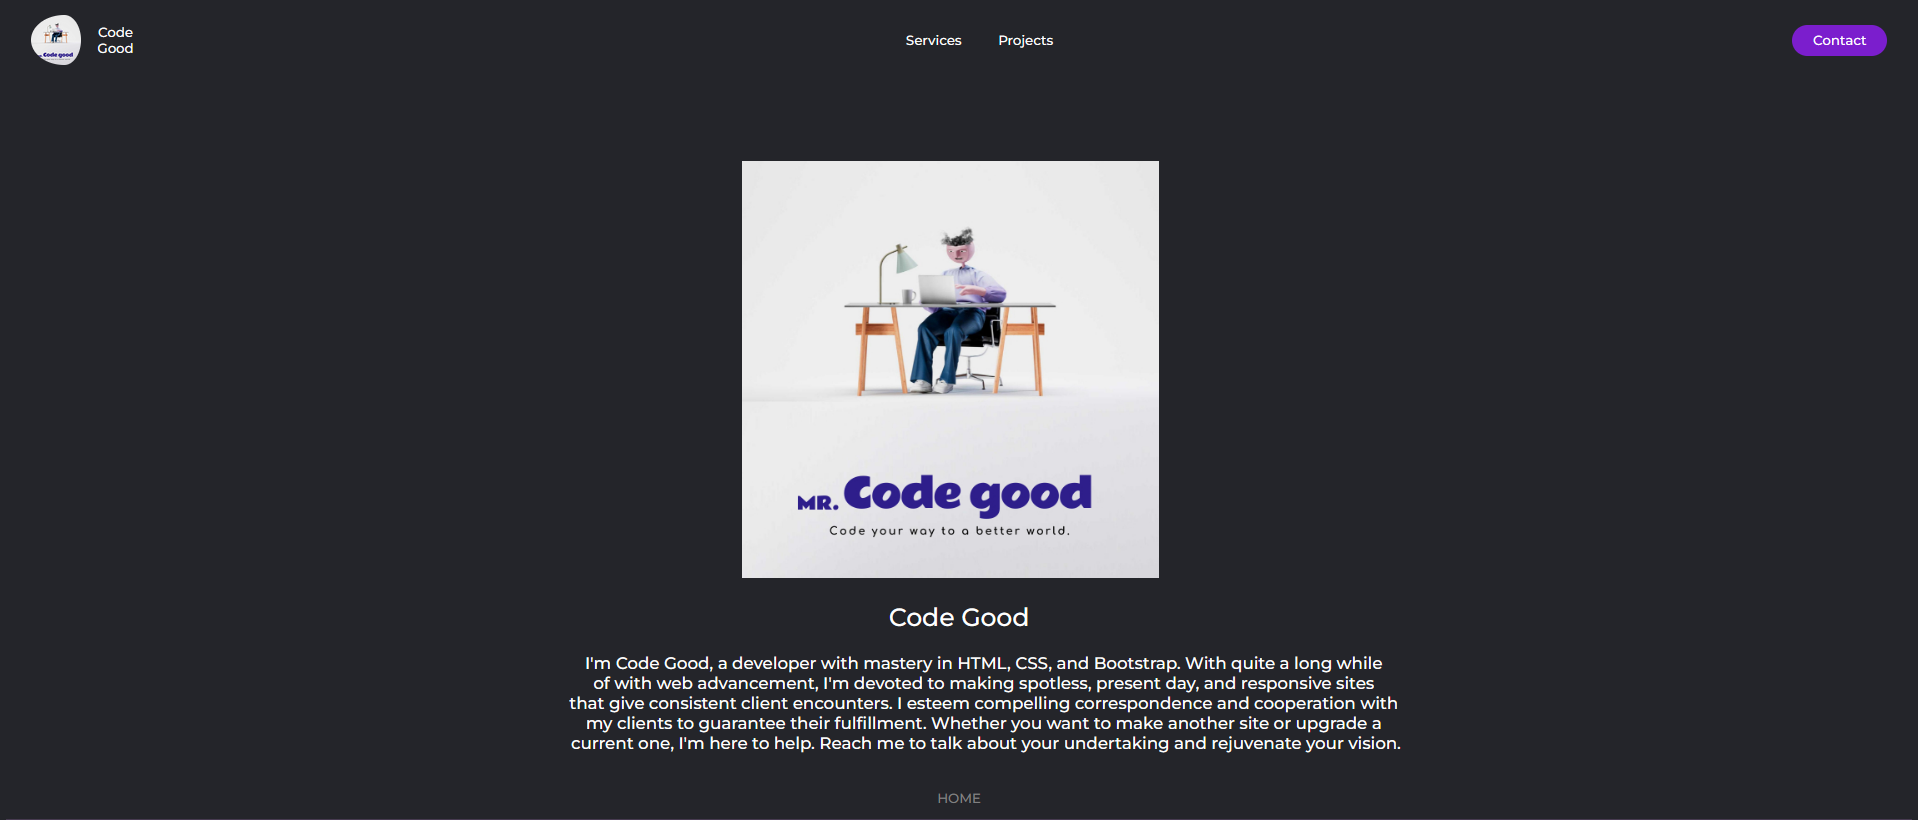 Code
Good
Services
Projects
Contact
Code good
MR. Code good
Code your way to a better world.
Code Good
I'm Code Good, a developer with mastery in HTML, CSS, and Bootstrap. With quite a long while
of with web advancement, I'm devoted to making spotless, present day, and responsive sites
that give consistent client encounters. I esteem compelling correspondence and cooperation with
my clients to guarantee their fulfillment. Whether you want to make another site or upgrade a
current one, I'm here to help. Reach me to talk about your undertaking and rejuvenate your vision.
HOME